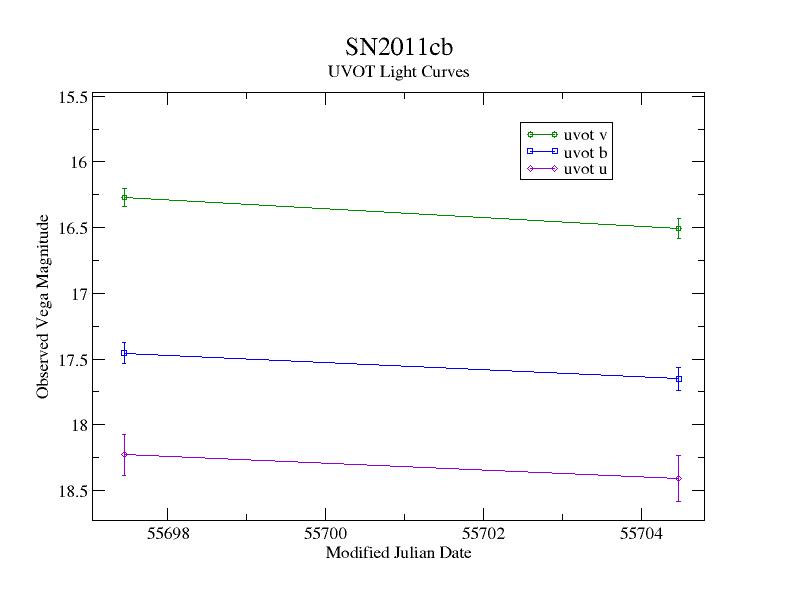 SN2011cb
UVOT Light Curves
15.5
16
16.5
17
17.5
18
18.5
Observed Vega Magnitude
uvot v
uvot b
uvot u
55698 55700 55702 55704
Modified Julian Date